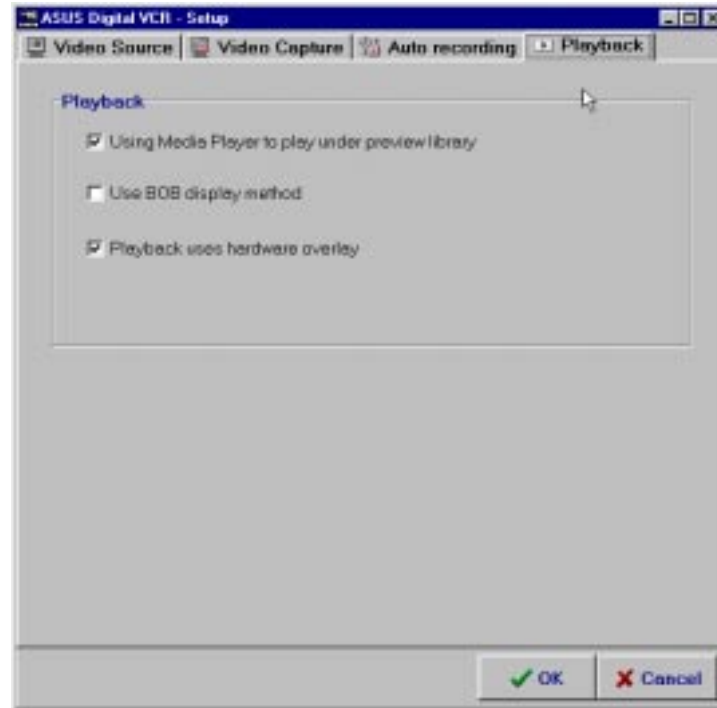 ASUS Digital VCR - Setup
Video Source Video Capture Auto recording Playback
Playback
Using Media Player to play under preview library
Use BOB display method
Playback uses hardware overlay
OK Cancel